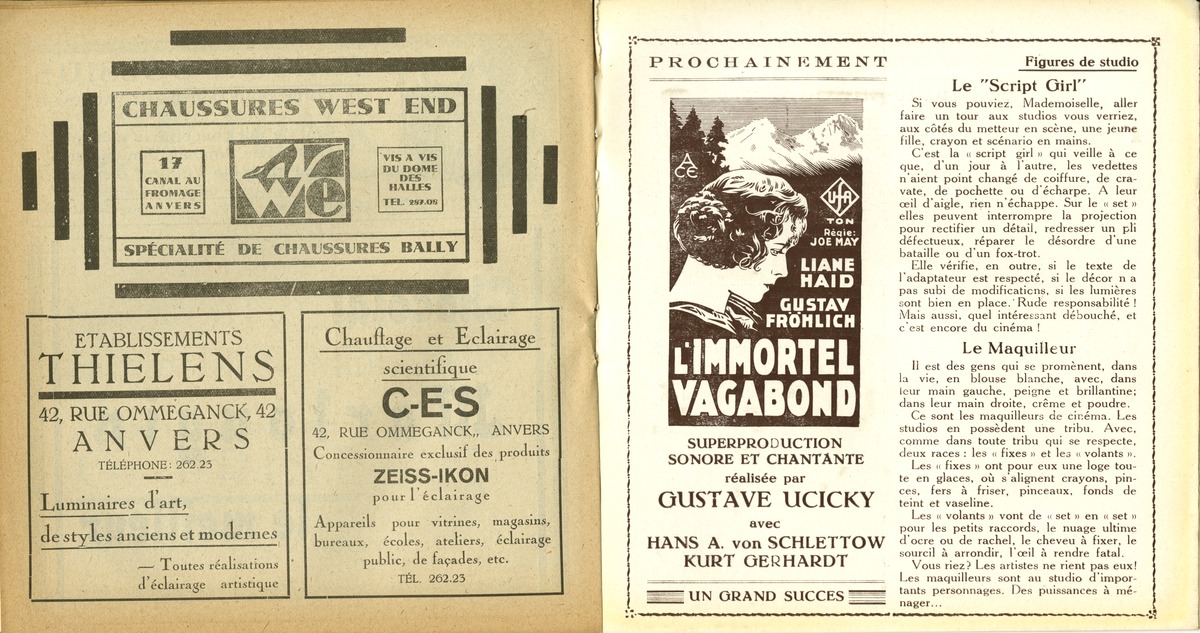 CHAUSSURES WEST END
17
CANAL AU
FROMAGE
ANVERS
We
VIS A VIS
DU DOME
DES
HALLES
TEL. 287.08
SPÉCIALITÉ DE CHAUSSURES BALLY
ETABLISSEMENTS
THIELENS
42, RUE OMMEGANCK, 42
ANVERS
TÉLÉPHONE: 262.23
Luminaires d'art,
de styles anciens et modernes
— Toutes réalisations
d'éclairage artistique
Chauffage et Eclairage
scientifique
C-E-S
42, RUE OMMEGANCK,, ANVERS
Concessionnaire exclusif des produits
ZEISS-IKON
pour l'éclairage
Appareils pour vitrines, magasins,
bureaux, écoles, ateliers, éclairage
public, de façades, etc.
TÉL. 262.23
PROCHAINEMENT
ACE
UFA
TON
Régie:
JOE MAY
LIANE
HAID
GUSTAV
FRÖHLICH
L'IMMORTEL
VAGABOND
SUPERPRODUCTION
SONORE ET CHANTANTE
réalisée par
GUSTAVE UCICKY
avec
HANS A. von SCHLETTOW
KURT GERHARDT
UN GRAND SUCCES
Figures de studio
Le "Script Girl"
Si vous pouviez, Mademoiselle, aller
faire un tour aux studios vous verriez,
aux côtés du metteur en scène, une jeune
fille, crayon et scénario en mains.
C'est la « script girl » qui veille à ce
que, d'un jour à l'autre, les vedettes
n'aient point changé de coiffure, de cra-
vate, de pochette ou d'écharpe. A leur
œil d'aigle, rien n'échappe. Sur le « set »
elles peuvent interrompre la projection
pour rectifier un détail, redresser un pli
défectueux, réparer le désordre d'une
bataille ou d'un fox-trot.
Elle vérifie, en outre, si le texte de
l'adaptateur est respecté, si le décor n a
pas subi de modifications, si les lumières
sont bien en place. Rude responsabilité !
Mais aussi, quel intéressant débouché, et
c'est encore du cinéma !
Le Maquilleur
Il est des gens qui se promènent, dans
la vie, en blouse blanche, avec, dans
leur main gauche, peigne et brillantine;
dans leur main droite, crême et poudre.
Ce sont les maquilleurs de cinéma. Les
studios en possèdent une tribu. Avec,
comme dans toute tribu qui se respecte,
deux races : les « fixes » et les « volants ».
Les « fixes » ont pour eux une loge tou-
te en glaces, où s'alignent crayons, pin-
ces, fers à friser, pinceaux, fonds de
teint et vaseline.
Les « volants » vont de « set » en « set »
pour les petits raccords, le nuage ultime
d'ocre ou de rachel, le cheveu à fixer, le
sourcil à arrondir, l'œil à rendre fatal.
Vous riez? Les artistes ne rient pas eux!
Les maquilleurs sont au studio d'impor-
tants personnages. Des puissances à mé-
nager...